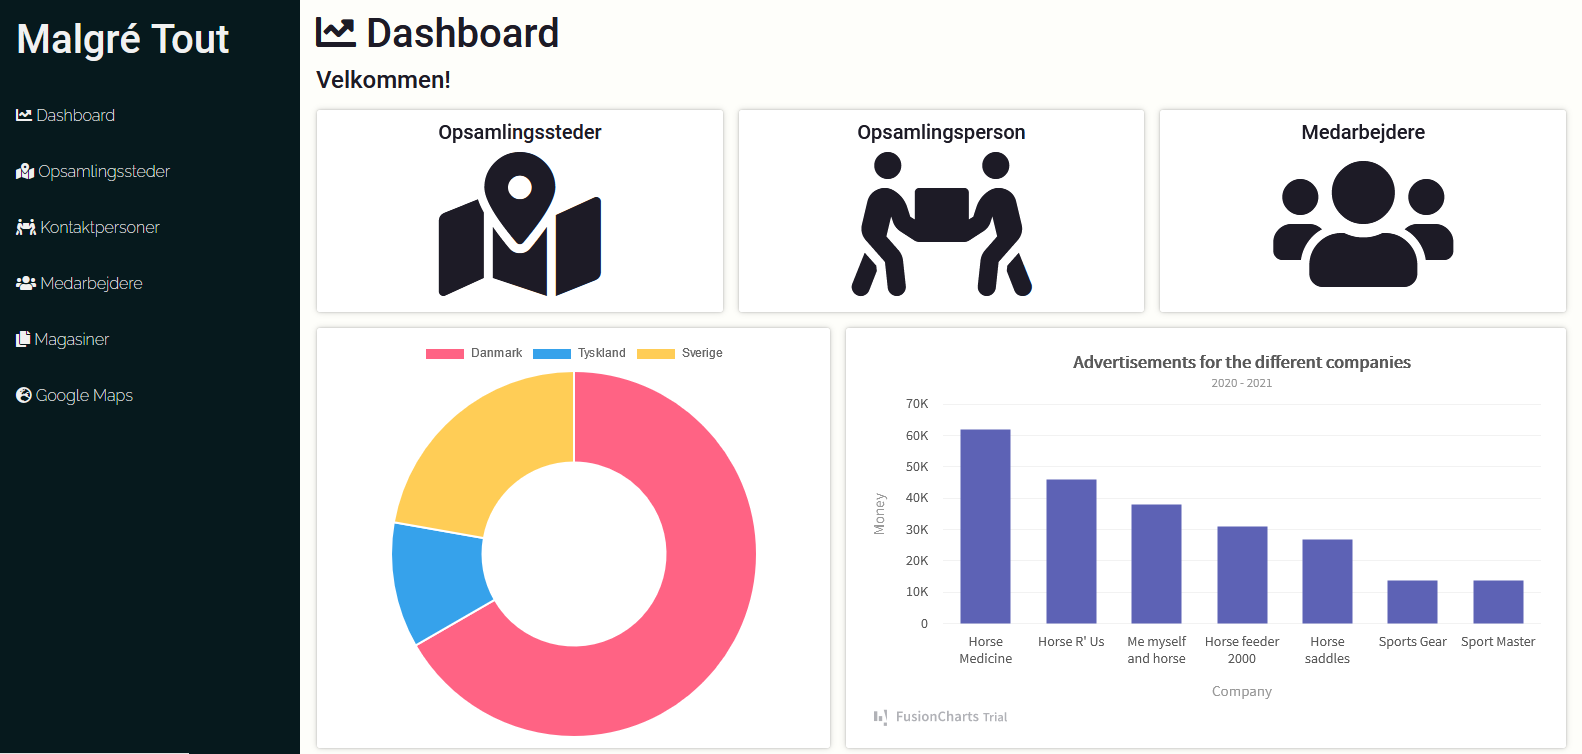 Malgré Tout
Dashboard
Opsamlingssteder
Kontaktpersoner
Medarbejdere
Magasiner
Google Maps
Dashboard
Velkommen!
Opsamlingssteder
Opsamlingsperson
Medarbejdere
Danmark
Tyskland
Sverige
Advertisements for the different companies
2020 - 2021
70K
60K
50K
40K
30K
20K
10K
0
Money
Horse
Medicine
Horse R' Us
Me myself
and horse
Horse feeder
2000
Horse
saddles
Sports Gear
Sport Master
Company
FusionCharts Trial